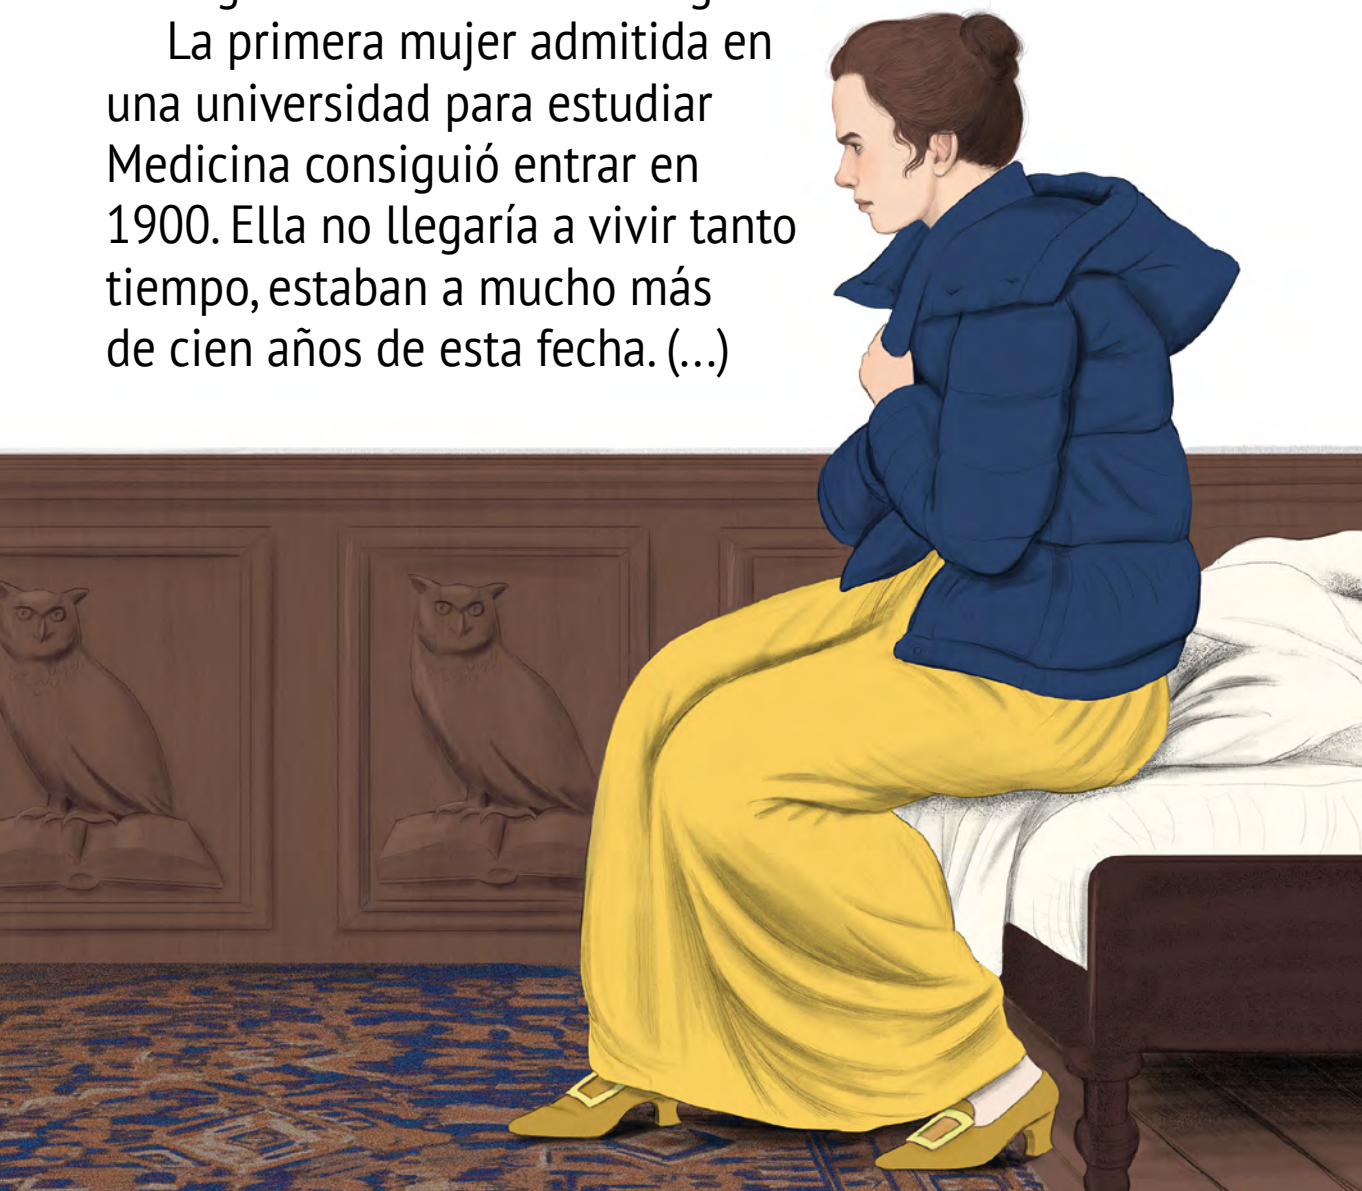 La primera mujer admitida en
una universidad para estudiar
Medicina consiguió entrar en
1900. Ella no llegaría a vivir tanto
tiempo, estaban a mucho más
de cien años de esta fecha. (...)